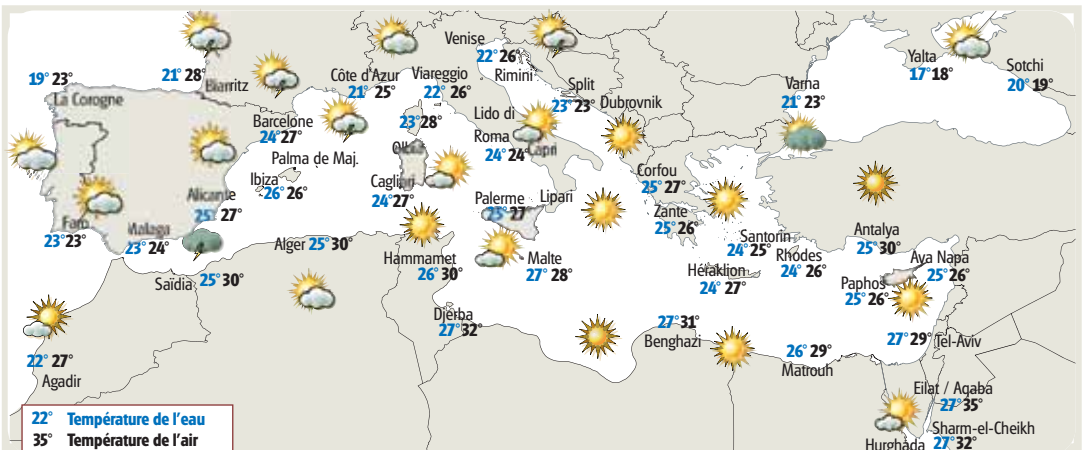 Venise
22° 26°
Rimini
Yalta
17° 18°
Sotchi
20° 19°
19° 23°
La Corogne
21° 28°
Biarritz
Côte d'Azur
21° 25°
Viareggio
22° 26°
Split
23° 23°
Dubrovnik
Varna
21° 23°
Barcelone
24° 27°
23° 28°
Olbia
Lido di
Roma
24° 24°
Capri
Palma de Maj.
Ibiza
26° 26°
Cagliari
24° 27°
Corfou
25° 27°
Alicante
25° 27°
Palerme
25° 27°
Lipari
Zante
25° 26°
Faro
23° 23°
Malaga
23° 24°
Alger 25° 30°
Santorin
24° 25°
Antalya
25° 30°
Saïdia 25° 30°
Hammamet
26° 30°
Malte
27° 28°
Héraklion
24° 27°
Rhodes
24° 26°
Aya Napa
25° 26°
Paphos
25° 26°
Djerba
27° 32°
27° 31°
Benghazi
26° 29°
Matrouh
27° 29°
Tel-Aviv
22° 27°
Agadir
Eilat / Aqaba
27° 35°
Sharm-el-Cheikh
27° 32°
Hurghada
22° Température de l'eau
35° Température de l'air